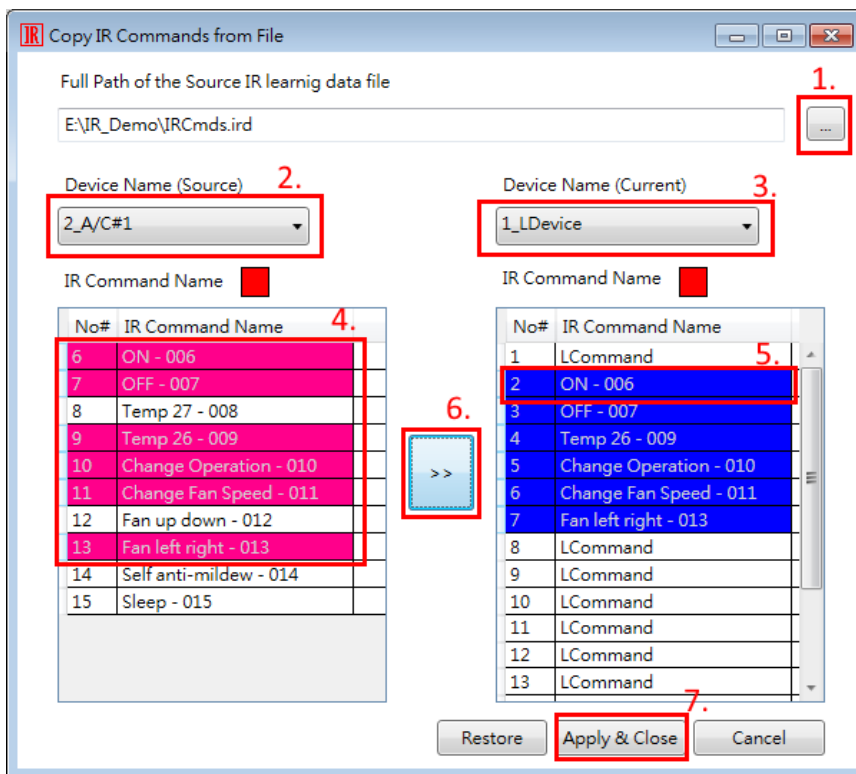 IR Copy IR Commands from File
Full Path of the Source IR learnig data file
1.
E:\IR_Demo\IRCmds.ird
...
Device Name (Source)
2.
Device Name (Current)
3.
2_A/C#1
1_LDevice
IR Command Name
IR Command Name
No# IR Command Name
4.
6 ON - 006
7 OFF - 007
8 Temp 27 - 008
9 Temp 26 - 009
10 Change Operation - 010
11 Change Fan Speed - 011
12 Fan up down - 012
13 Fan left right - 013
14 Self anti-mildew - 014
15 Sleep - 015
6.
>>
No# IR Command Name
1 LCommand
5.
2 ON - 006
3 OFF - 007
4 Temp 26 - 009
5 Change Operation - 010
6 Change Fan Speed - 011
7 Fan left right - 013
8 LCommand
9 LCommand
10 LCommand
11 LCommand
12 LCommand
13 LCommand
7.
Restore
Apply & Close
Cancel